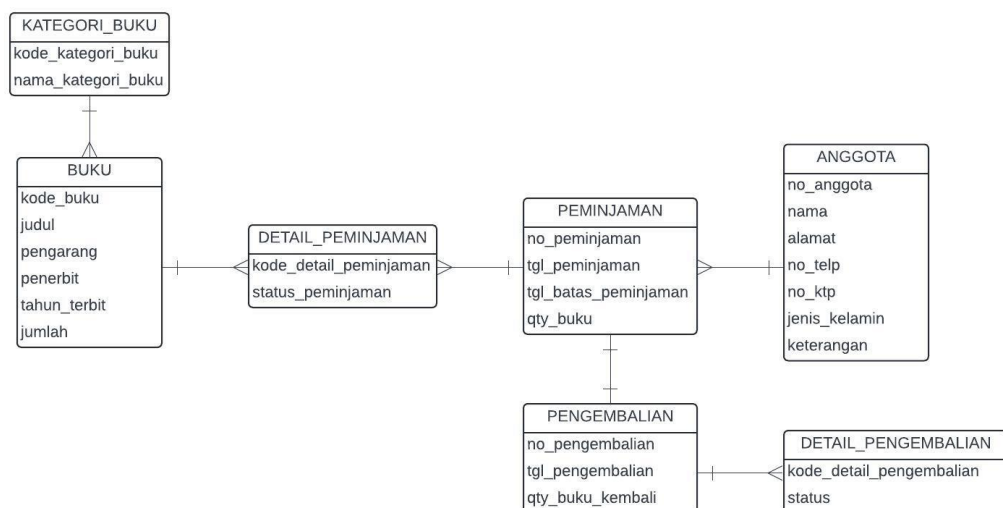 KATEGORI_BUKU
kode_kategori_buku
nama_kategori_buku
BUKU
kode_buku
judul
pengarang
penerbit
tahun_terbit
jumlah
DETAIL_PEMINJAMAN
kode_detail_peminjaman
status_peminjaman
PEMINJAMAN
no_peminjaman
tgl_peminjaman
tgl_batas_peminjaman
qty_buku
ANGGOTA
no_anggota
nama
alamat
no_telp
no_ktp
jenis_kelamin
keterangan
PENGEMBALIAN
no_pengembalian
tgl_pengembalian
qty_buku_kembali
DETAIL_PENGEMBALIAN
kode_detail_pengembalian
status